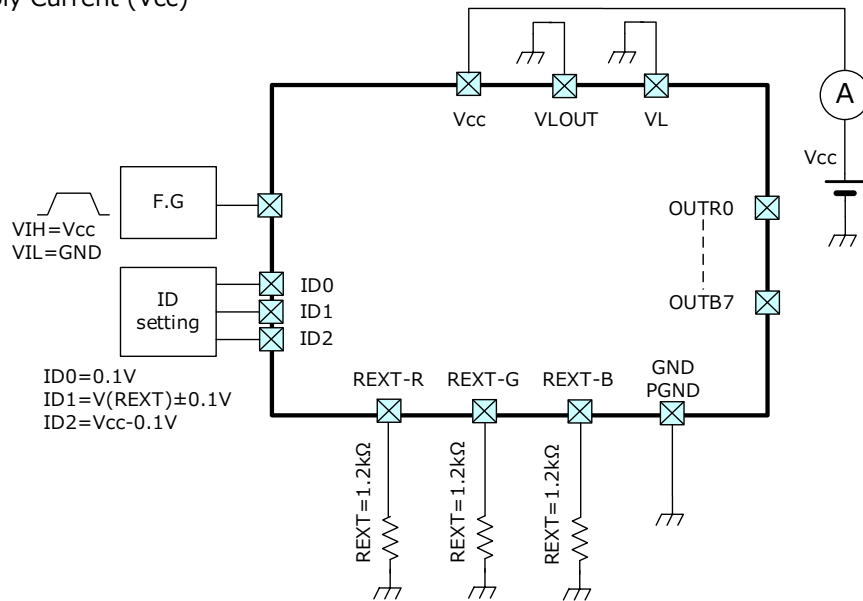 Current (Vcc)
A
Vcc
VLOUT
VL
Vcc
F.G
OUTR0
VIH=Vcc
VIL=GND
ID0
ID
setting
ID1
OUTB7
ID2
ID0=0.1V
ID1=V(REXT)±0.1V
ID2=Vcc-0.1V
REXT-R
REXT-G
REXT-B
GND
PGND
REXT=1.2kΩ
REXT=1.2kΩ
REXT=1.2kΩ